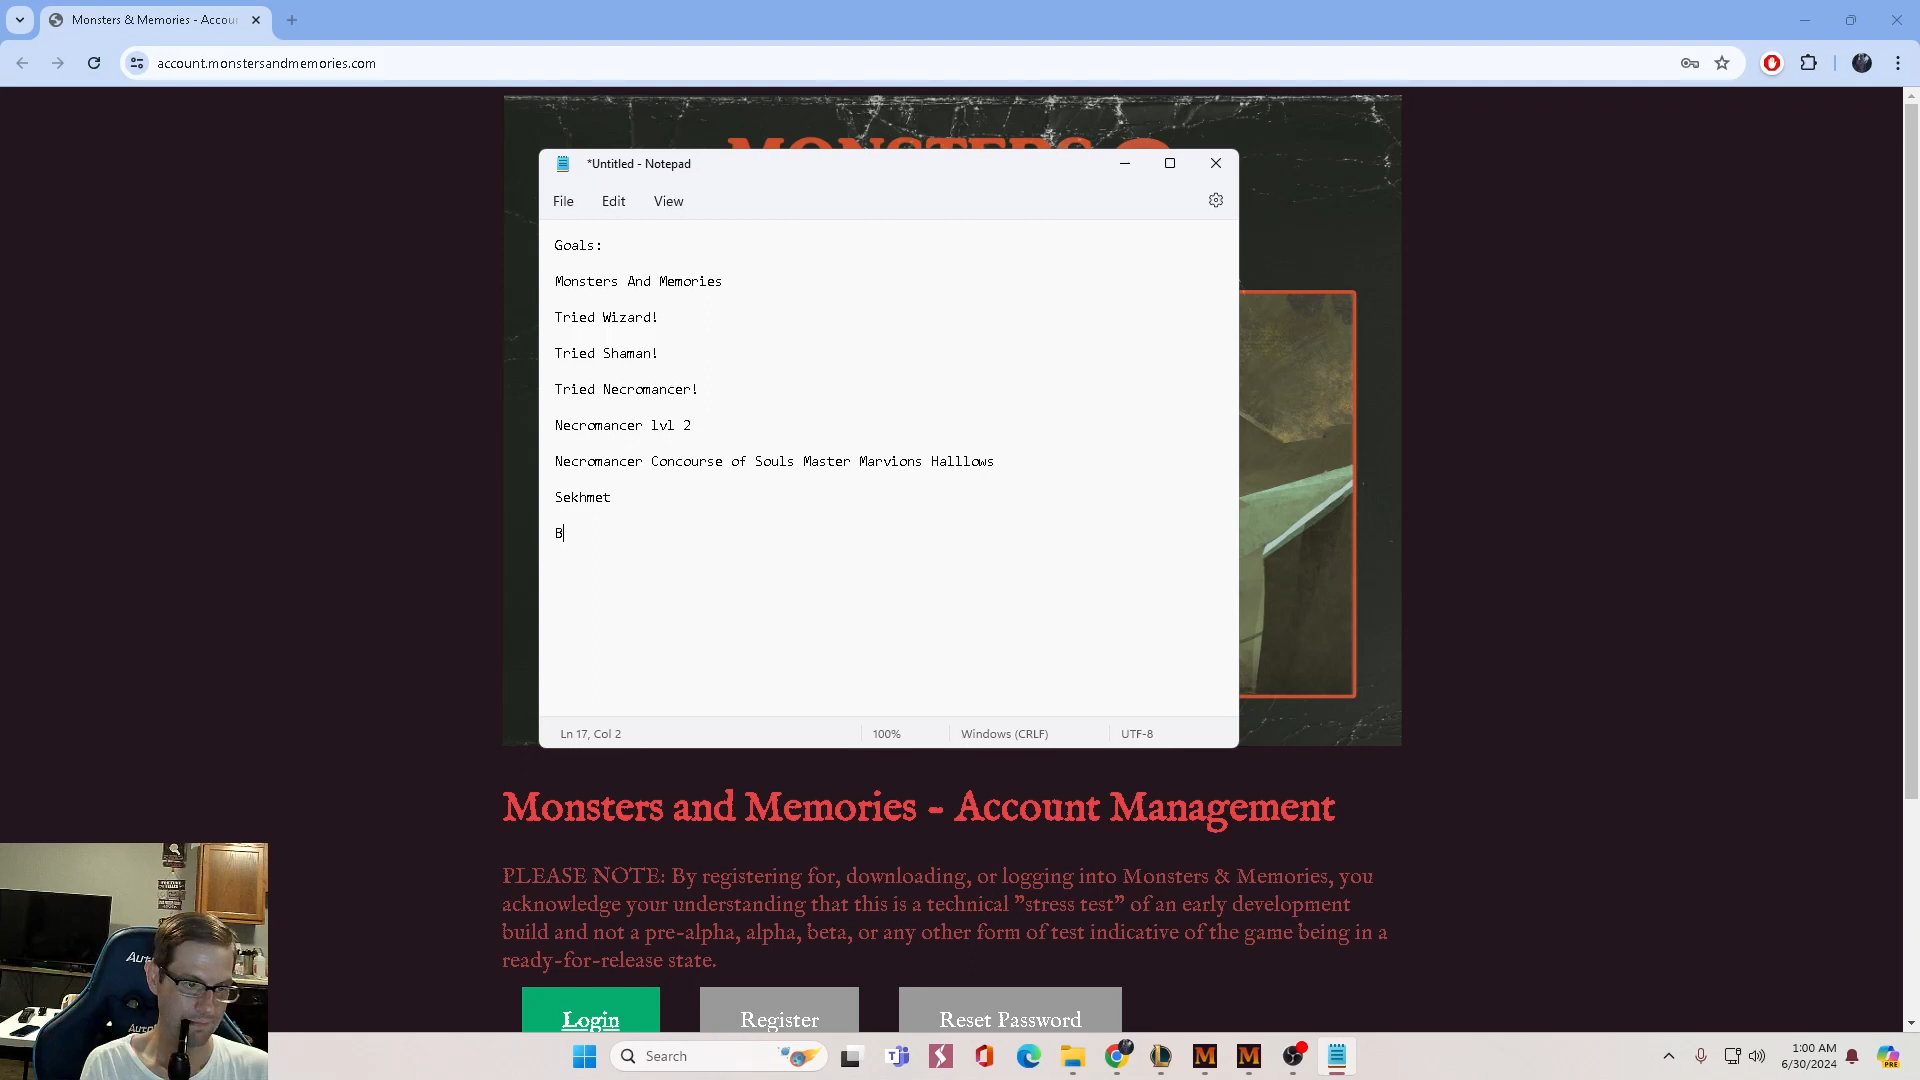 Monsters & Memories - Accour
account.monstersandmemories.com
MONSTERS &
*Untitled - Notepad
File Edit View
Goals:
Monsters And Memories
Tried Wizard!
Tried Shaman!
Tried Necromancer!
Necromancer lvl 2
Necromancer Concourse of Souls Master Marvions Halllows
Sekhmet
B
Ln 17, Col 2 100% Windows (CRLF) UTF-8
Monsters and Memories - Account Management
PLEASE NOTE: By registering for, downloading, or logging into Monsters & Memories, you
acknowledge your understanding that this is a technical "stress test" of an early development
build and not a pre-alpha, alpha, beta, or any other form of test indicative of the game being in a
ready-for-release state.
Login Register Reset Password
Search
1:00 AM
6/30/2024